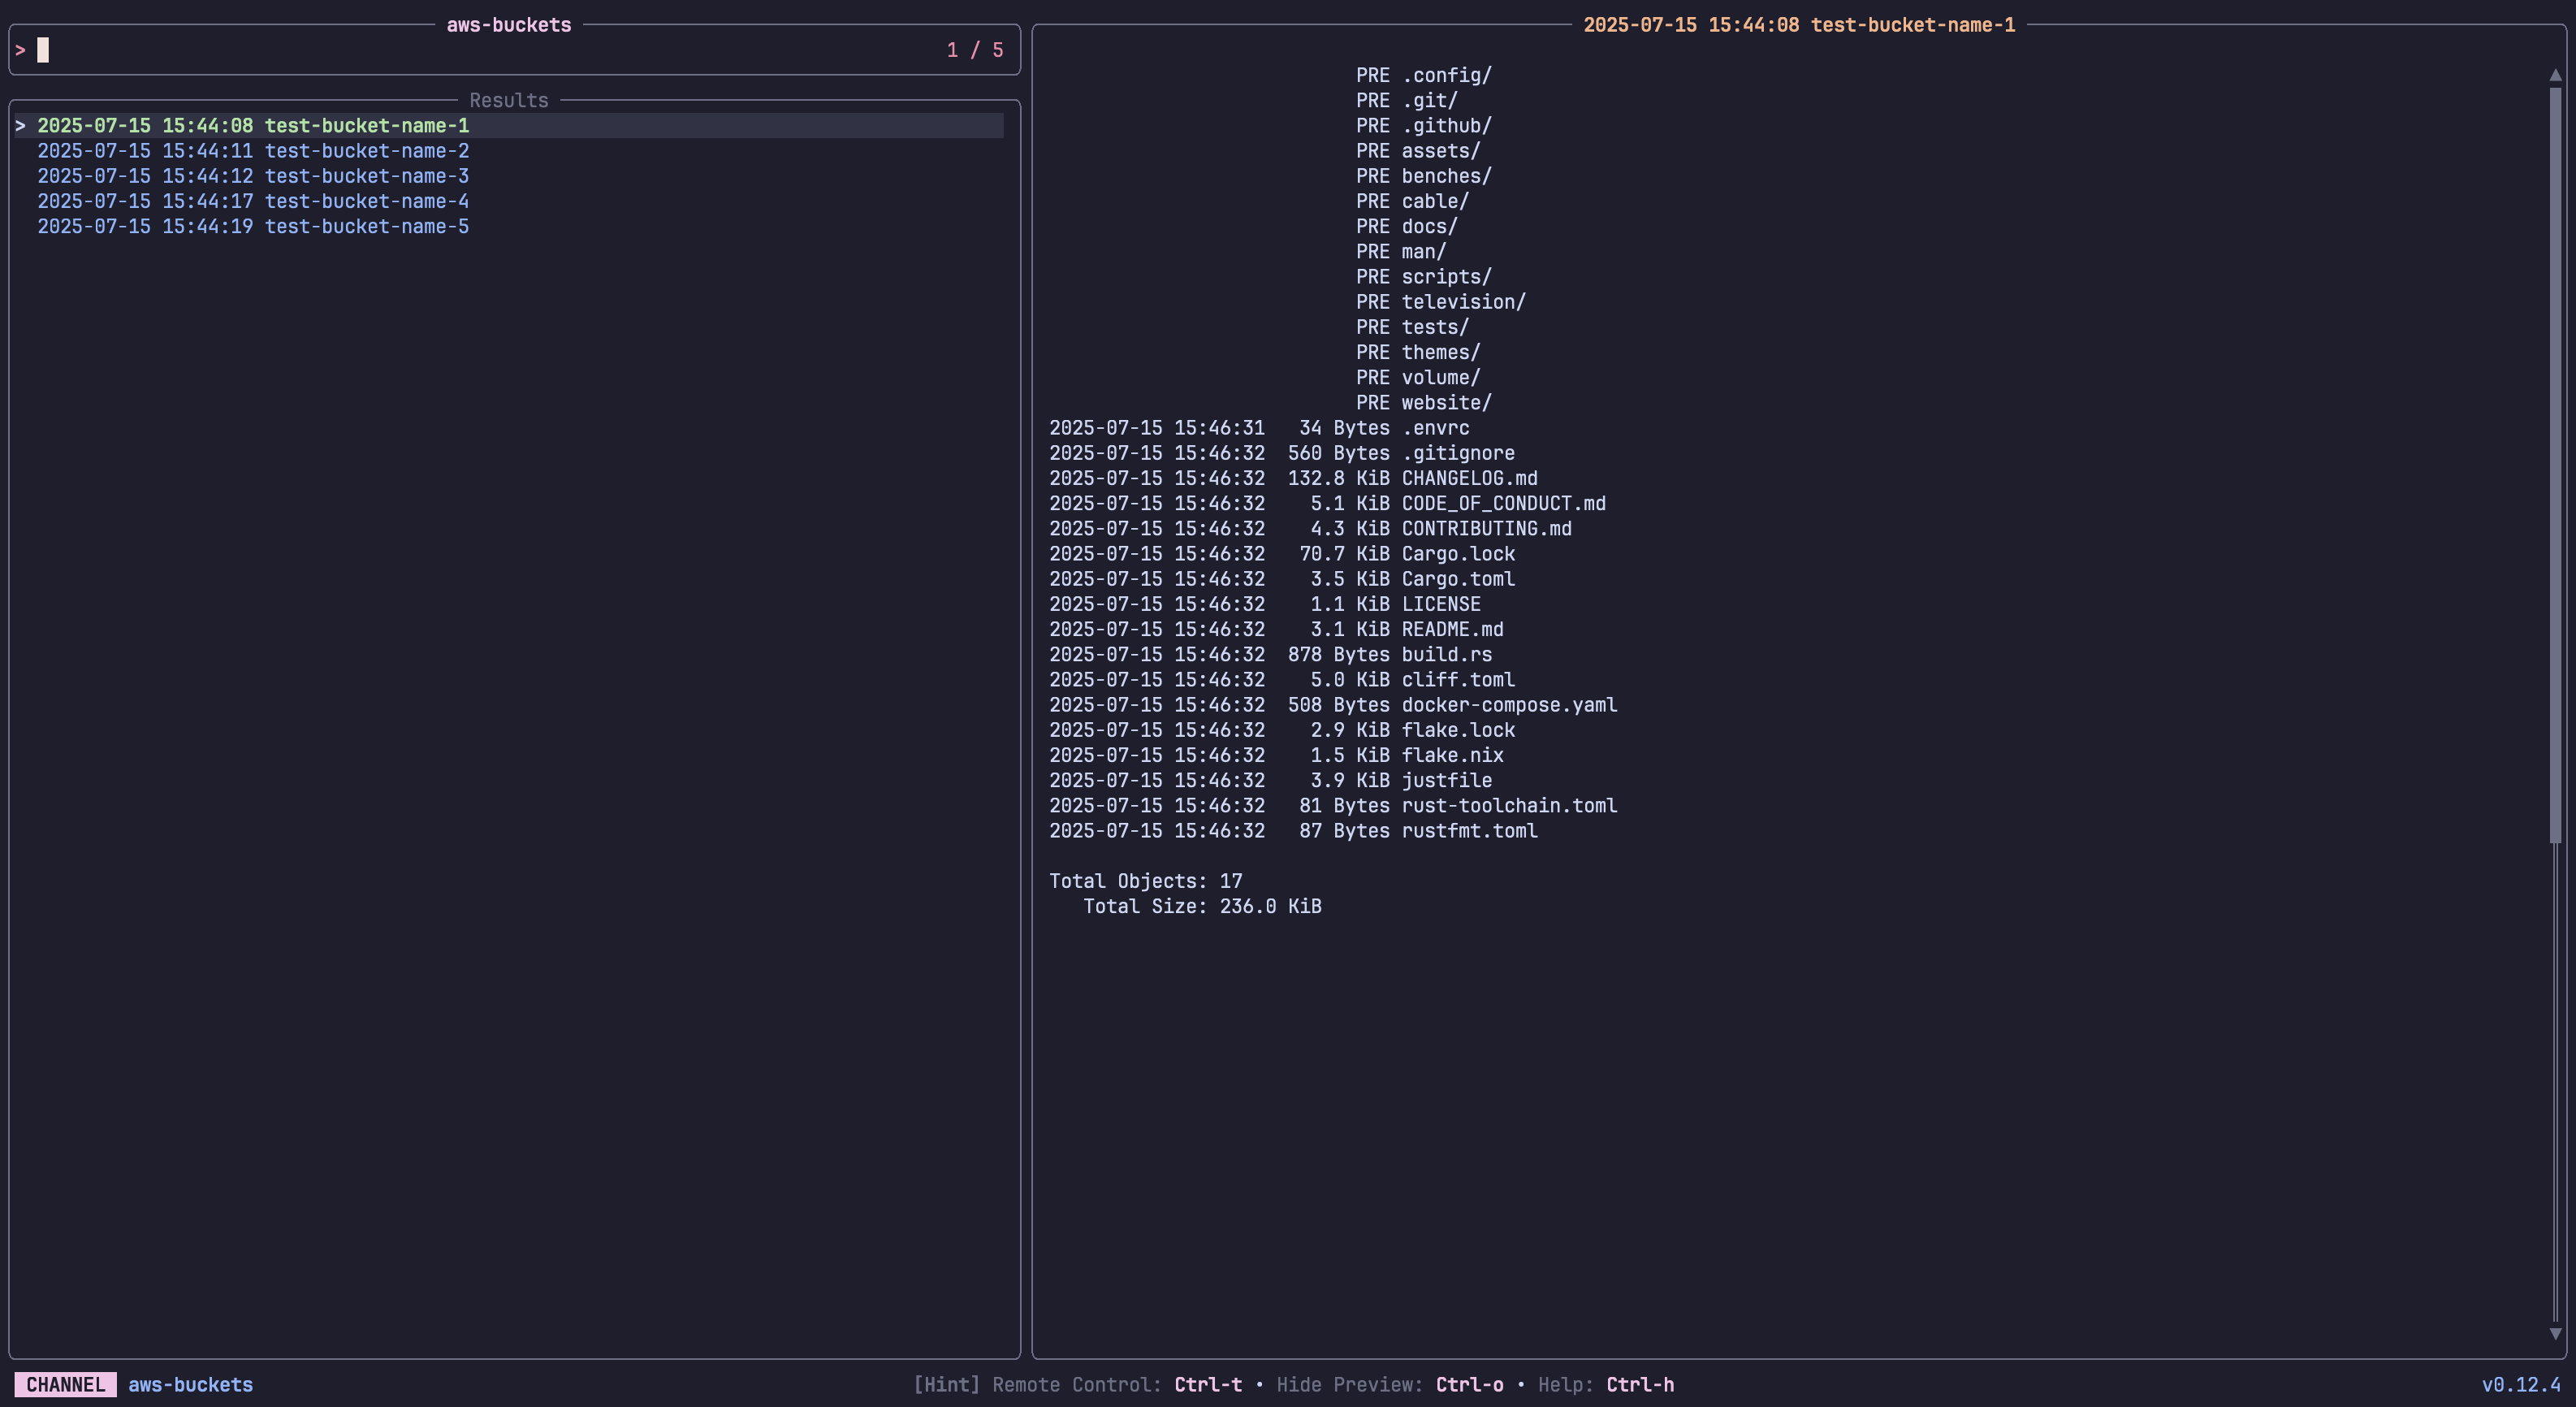 aws-buckets
> 1 / 5
Results
> 2025-07-15 15:44:08 test-bucket-name-1
2025-07-15 15:44:11 test-bucket-name-2
2025-07-15 15:44:12 test-bucket-name-3
2025-07-15 15:44:17 test-bucket-name-4
2025-07-15 15:44:19 test-bucket-name-5
2025-07-15 15:44:08 test-bucket-name-1
PRE .config/
PRE .git/
PRE .github/
PRE assets/
PRE benches/
PRE cable/
PRE docs/
PRE man/
PRE scripts/
PRE television/
PRE tests/
PRE themes/
PRE volume/
PRE website/
2025-07-15 15:46:31 34 Bytes .envrc
2025-07-15 15:46:32 560 Bytes .gitignore
2025-07-15 15:46:32 132.8 KiB CHANGELOG.md
2025-07-15 15:46:32 5.1 KiB CODE_OF_CONDUCT.md
2025-07-15 15:46:32 4.3 KiB CONTRIBUTING.md
2025-07-15 15:46:32 70.7 KiB Cargo.lock
2025-07-15 15:46:32 3.5 KiB Cargo.toml
2025-07-15 15:46:32 1.1 KiB LICENSE
2025-07-15 15:46:32 3.1 KiB README.md
2025-07-15 15:46:32 878 Bytes build.rs
2025-07-15 15:46:32 5.0 KiB cliff.toml
2025-07-15 15:46:32 508 Bytes docker-compose.yaml
2025-07-15 15:46:32 2.9 KiB flake.lock
2025-07-15 15:46:32 1.5 KiB flake.nix
2025-07-15 15:46:32 3.9 KiB justfile
2025-07-15 15:46:32 81 Bytes rust-toolchain.toml
2025-07-15 15:46:32 87 Bytes rustfmt.toml
Total Objects: 17
Total Size: 236.0 KiB
CHANNEL aws-buckets
[Hint] Remote Control: Ctrl-t • Hide Preview: Ctrl-o • Help: Ctrl-h
v0.12.4